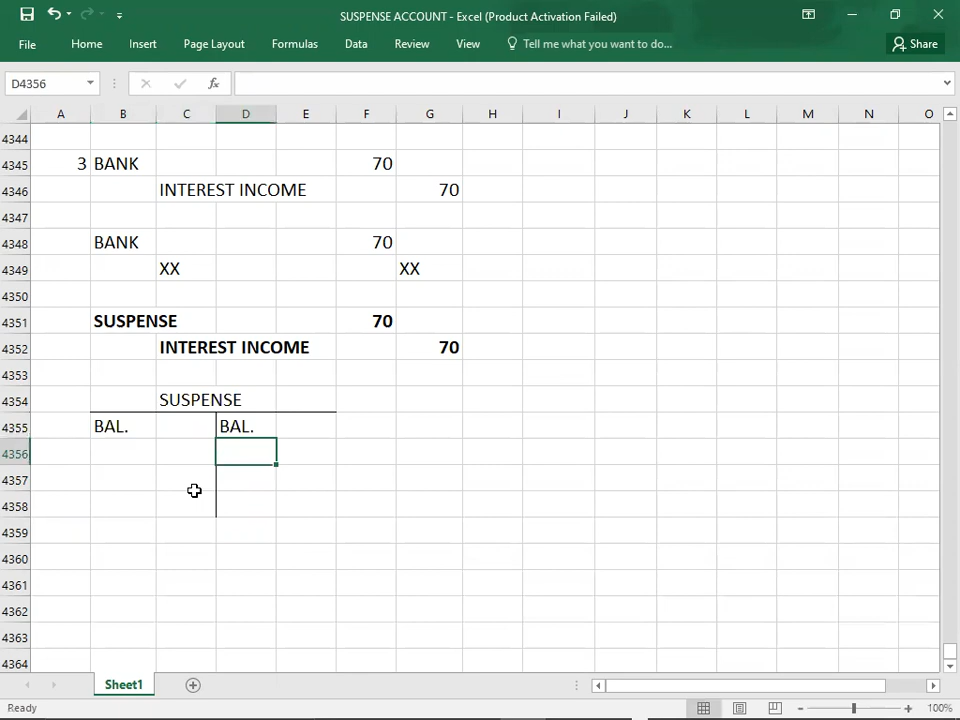 SUSPENSE ACCOUNT - Excel (Product Activation Failed)
File Home Insert Page Layout Formulas Data Review View Tell me what you want to do... Share
D4356 fx
A B C D E F G H I J K L M N O
4344
4345 3 BANK 70
4346 INTEREST INCOME 70
4347
4348 BANK 70
4349 XX XX
4350
4351 SUSPENSE 70
4352 INTEREST INCOME 70
4353
4354 SUSPENSE
4355 BAL. BAL.
4356
4357
4358
4359
4360
4361
4362
4363
4364
Sheet1
Ready 100%